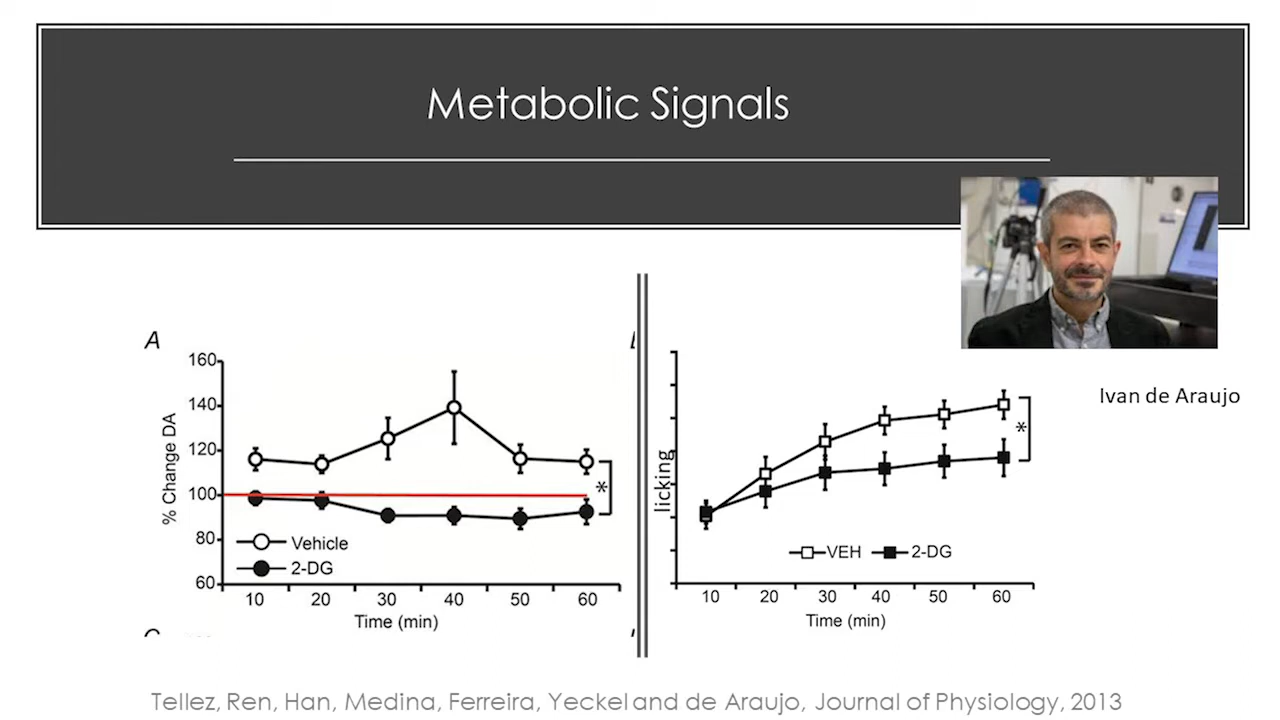 Metabolic Signals
Ivan de Araujo
A
160
140
120
100
80
60
% Change DA
*
Vehicle
2-DG
10 20 30 40 50 60
Time (min)
licking
*
VEH 2-DG
10 20 30 40 50 60
Time (min)
Tellez, Ren, Han, Medina, Ferreira, Yeckel and de Araujo, Journal of Physiology, 2013